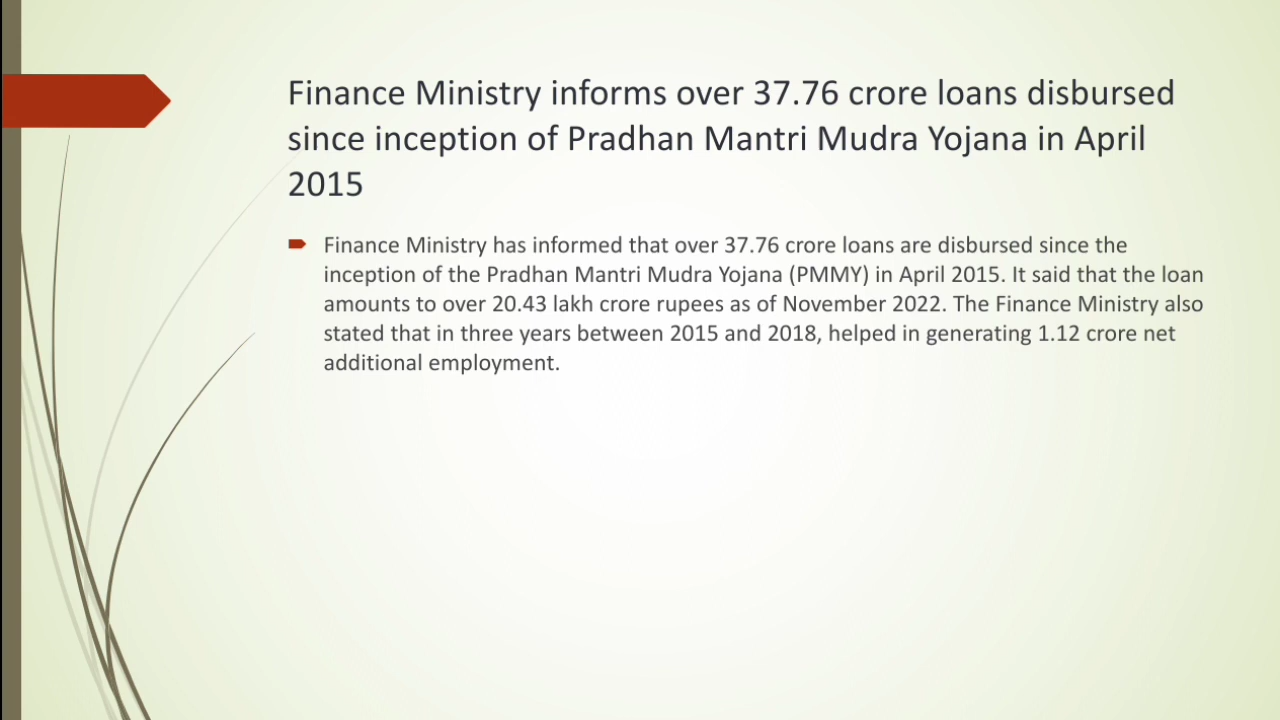 Finance Ministry informs over 37.76 crore loans disbursed
since inception of Pradhan Mantri Mudra Yojana in April
2015
Finance Ministry has informed that over 37.76 crore loans are disbursed since the
inception of the Pradhan Mantri Mudra Yojana (PMMY) in April 2015. It said that the loan
amounts to over 20.43 lakh crore rupees as of November 2022. The Finance Ministry also
stated that in three years between 2015 and 2018, helped in generating 1.12 crore net
additional employment.